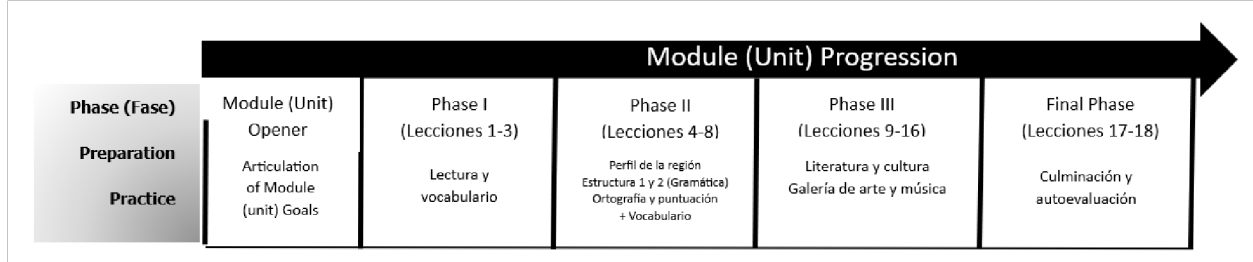 Module (Unit) Progression
Phase (Fase)
Preparation
Practice
Module (Unit)
Opener
Articulation
of Module
(unit) Goals
Phase I
(Lecciones 1-3)
Lectura y
vocabulario
Phase II
(Lecciones 4-8)
Perfil de la región
Estructura 1 y 2 (Gramática)
Ortografía y puntuación
+ Vocabulario
Phase III
(Lecciones 9-16)
Literatura y cultura
Galería de arte y música
Final Phase
(Lecciones 17-18)
Culminación y
autoevaluación